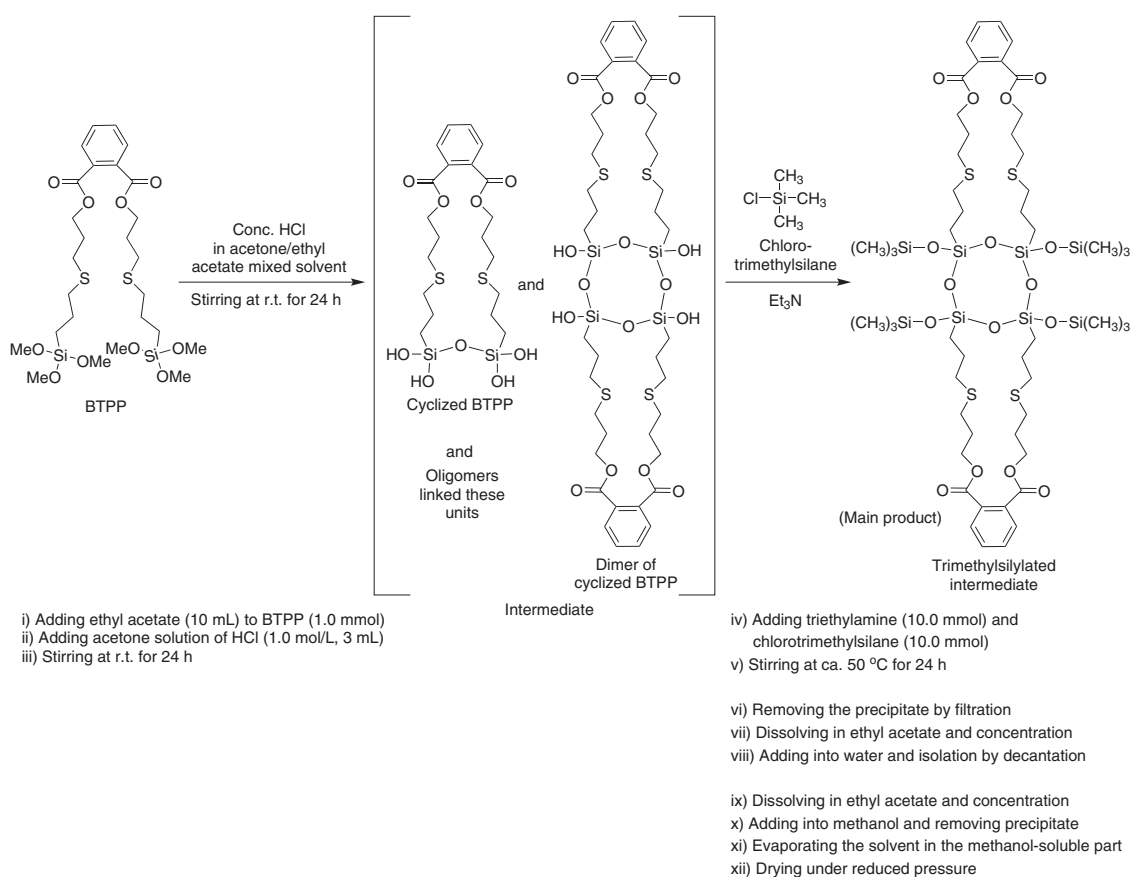 O
O
O
O
S
S
MeO
Si
OMe
MeO
MeO
Si
OMe
OMe
BTPP
Conc. HCl
in acetone/ethyl
acetate mixed solvent
Stirring at r.t. for 24 h
O
O
O
O
S
S
HO
Si
O
Si
OH
OH
OH
Cyclized BTPP
and
Oligomers
linked these
units
and
O
O
O
O
S
S
HO
Si
O
Si
OH
O
O
HO
Si
O
Si
OH
S
S
O
O
O
O
Dimer of
cyclized BTPP
Intermediate
CH3
Cl
Si
CH3
CH3
Chloro-
trimethylsilane
Et3N
O
O
O
O
S
S
(CH3)3Si
O
Si
O
Si
O
Si(CH3)3
O
O
(CH3)3Si
O
Si
O
Si
O
Si(CH3)3
S
S
O
O
O
O
(Main product)
Trimethylsilylated
intermediate
i) Adding ethyl acetate (10 mL) to BTPP (1.0 mmol)
ii) Adding acetone solution of HCl (1.0 mol/L, 3 mL)
iii) Stirring at r.t. for 24 h
iv) Adding triethylamine (10.0 mmol) and
chlorotrimethylsilane (10.0 mmol)
v) Stirring at ca. 50 °C for 24 h
vi) Removing the precipitate by filtration
vii) Dissolving in ethyl acetate and concentration
viii) Adding into water and isolation by decantation
ix) Dissolving in ethyl acetate and concentration
x) Adding into methanol and removing precipitate
xi) Evaporating the solvent in the methanol-soluble part
xii) Drying under reduced pressure